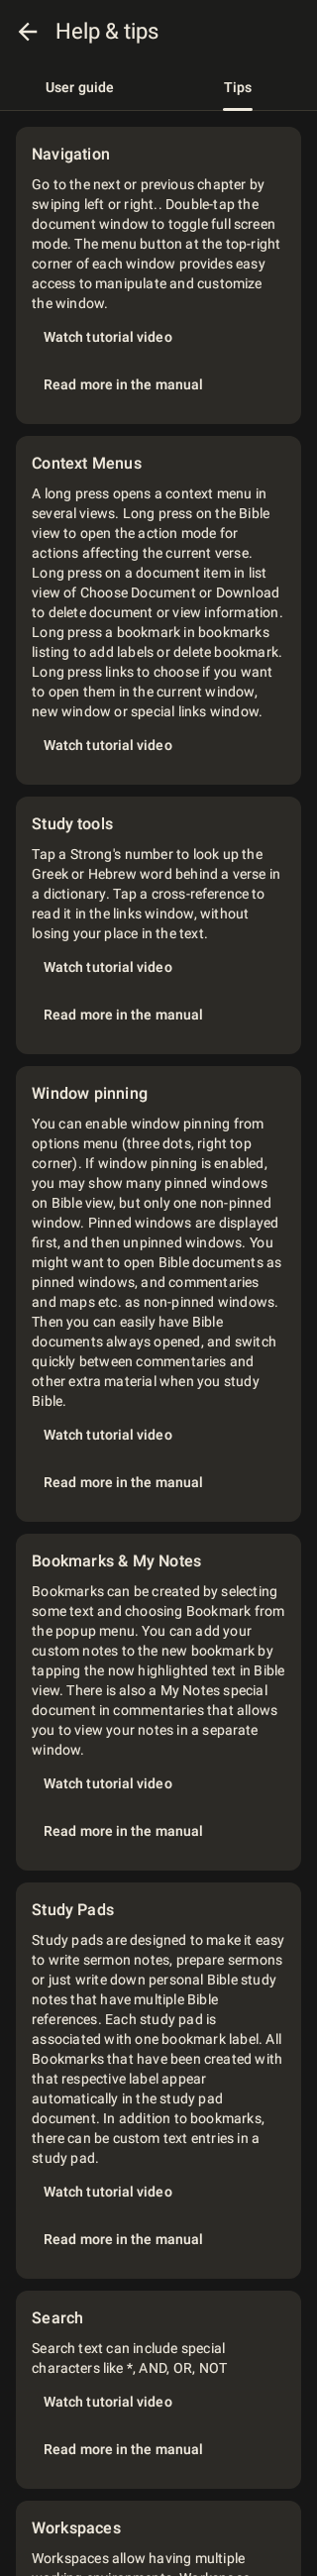 Help & tips
User guide
Tips
Navigation
Go to the next or previous chapter by
swiping left or right.. Double-tap the
document window to toggle full screen
mode. The menu button at the top-right
corner of each window provides easy
access to manipulate and customize
the window.
Watch tutorial video
Read more in the manual
Context Menus
A long press opens a context menu in
several views. Long press on the Bible
view to open the action mode for
actions affecting the current verse.
Long press on a document item in list
view of Choose Document or Download
to delete document or view information.
Long press a bookmark in bookmarks
listing to add labels or delete bookmark.
Long press links to choose if you want
to open them in the current window,
new window or special links window.
Watch tutorial video
Study tools
Tap a Strong's number to look up the
Greek or Hebrew word behind a verse in
a dictionary. Tap a cross-reference to
read it in the links window, without
losing your place in the text.
Watch tutorial video
Read more in the manual
Window pinning
You can enable window pinning from
options menu (three dots, right top
corner). If window pinning is enabled,
you may show many pinned windows
on Bible view, but only one non-pinned
window. Pinned windows are displayed
first, and then unpinned windows. You
might want to open Bible documents as
pinned windows, and commentaries
and maps etc. as non-pinned windows.
Then you can easily have Bible
documents always opened, and switch
quickly between commentaries and
other extra material when you study
Bible.
Watch tutorial video
Read more in the manual
Bookmarks & My Notes
Bookmarks can be created by selecting
some text and choosing Bookmark from
the popup menu. You can add your
custom notes to the new bookmark by
tapping the now highlighted text in Bible
view. There is also a My Notes special
document in commentaries that allows
you to view your notes in a separate
window.
Watch tutorial video
Read more in the manual
Study Pads
Study pads are designed to make it easy
to write sermon notes, prepare sermons
or just write down personal Bible study
notes that have multiple Bible
references. Each study pad is
associated with one bookmark label. All
Bookmarks that have been created with
that respective label appear
automatically in the study pad
document. In addition to bookmarks,
there can be custom text entries in a
study pad.
Watch tutorial video
Read more in the manual
Search
Search text can include special
characters like *, AND, OR, NOT
Watch tutorial video
Read more in the manual
Workspaces
Workspaces allow having multiple